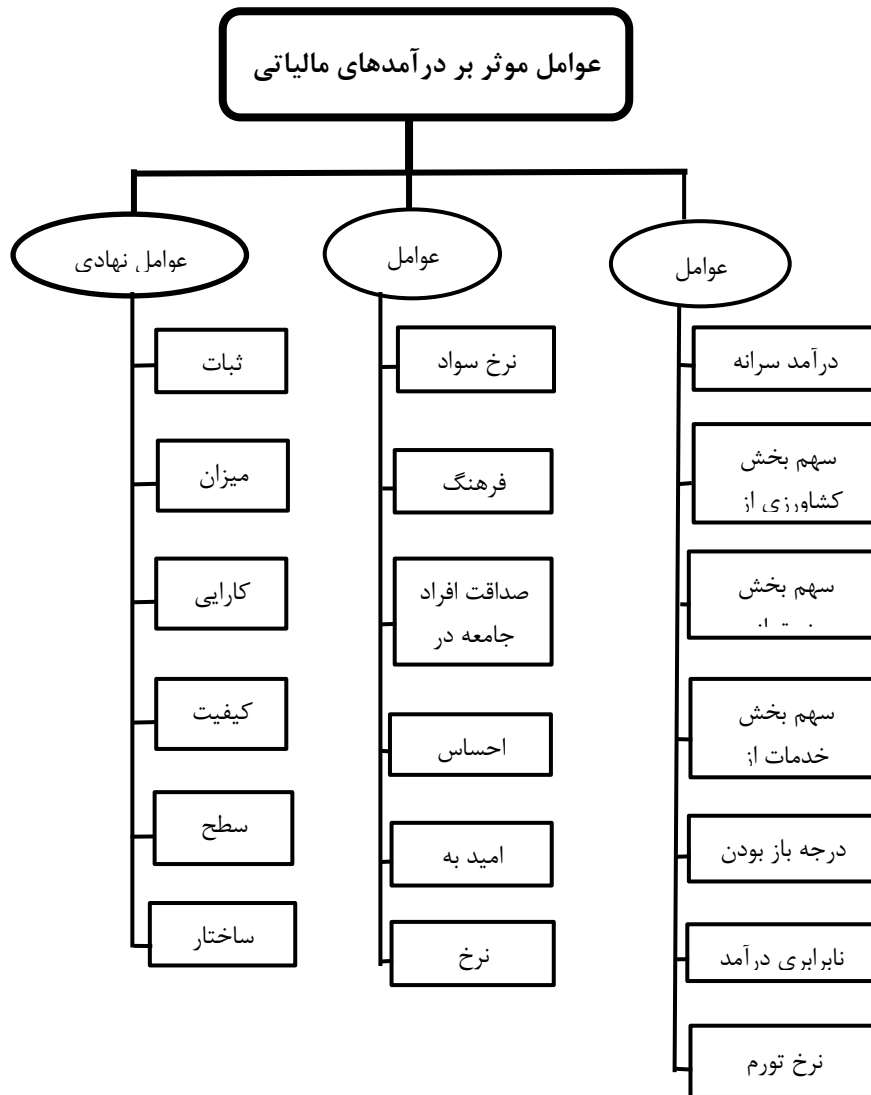 عوامل موثر بر درآمدهای مالیاتی
عوامل
عوامل
عوامل نهادی
درآمد سرانه
سهم بخش
کشاورزی از
سهم بخش
سهم بخش
خدمات از
درجه باز بودن
نابرابری درآمد
نرخ تورم
نرخ سواد
فرهنگ
صداقت افراد
جامعه در
احساس
امید به
نرخ
ثبات
میزان
کارایی
کیفیت
سطح
ساختار